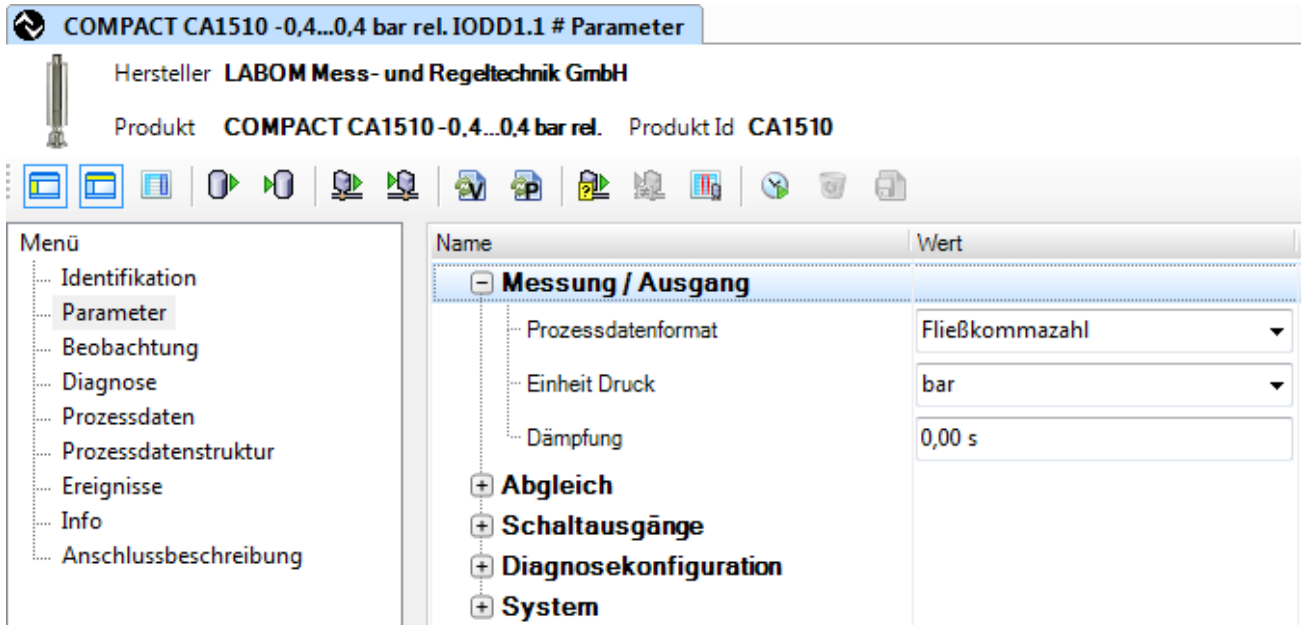 COMPACT CA1510 -0,4...0,4 bar rel. IODD1.1 # Parameter
Hersteller LABOM Mess- und Regeltechnik GmbH
Produkt COMPACT CA1510 -0,4...0,4 bar rel. Produkt Id CA1510
V P ?
Menü
Identifikation
Parameter
Beobachtung
Diagnose
Prozessdaten
Prozessdatenstruktur
Ereignisse
Info
Anschlussbeschreibung
Name Wert
Messung / Ausgang
Prozessdatenformat Fließkommazahl
Einheit Druck bar
Dämpfung 0,00 s
Abgleich
Schaltausgänge
Diagnosekonfiguration
System